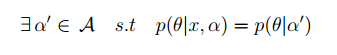 ∃ α′ ∈ 𝒜 s.t p(θ|x, α) = p(θ|α′)